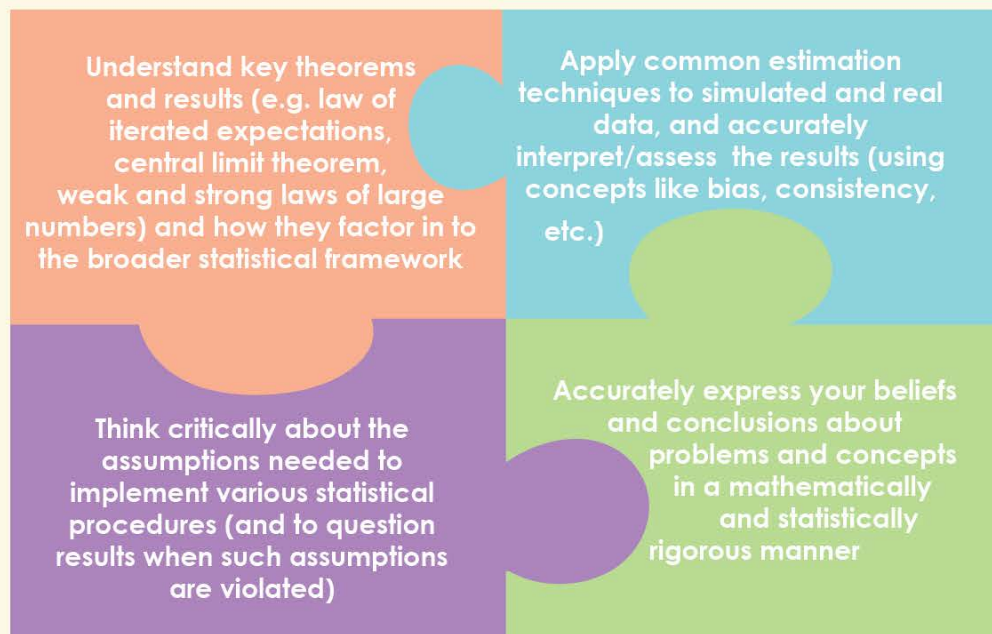 Understand key theorems
and results (e.g. law of
iterated expectations,
central limit theorem,
weak and strong laws of large
numbers) and how they factor in to
the broader statistical framework
Apply common estimation
techniques to simulated and real
data, and accurately
interpret/assess the results (using
concepts like bias, consistency,
etc.)
Think critically about the
assumptions needed to
implement various statistical
procedures (and to question
results when such assumptions
are violated)
Accurately express your beliefs
and conclusions about
problems and concepts
in a mathematically
and statistically
rigorous manner